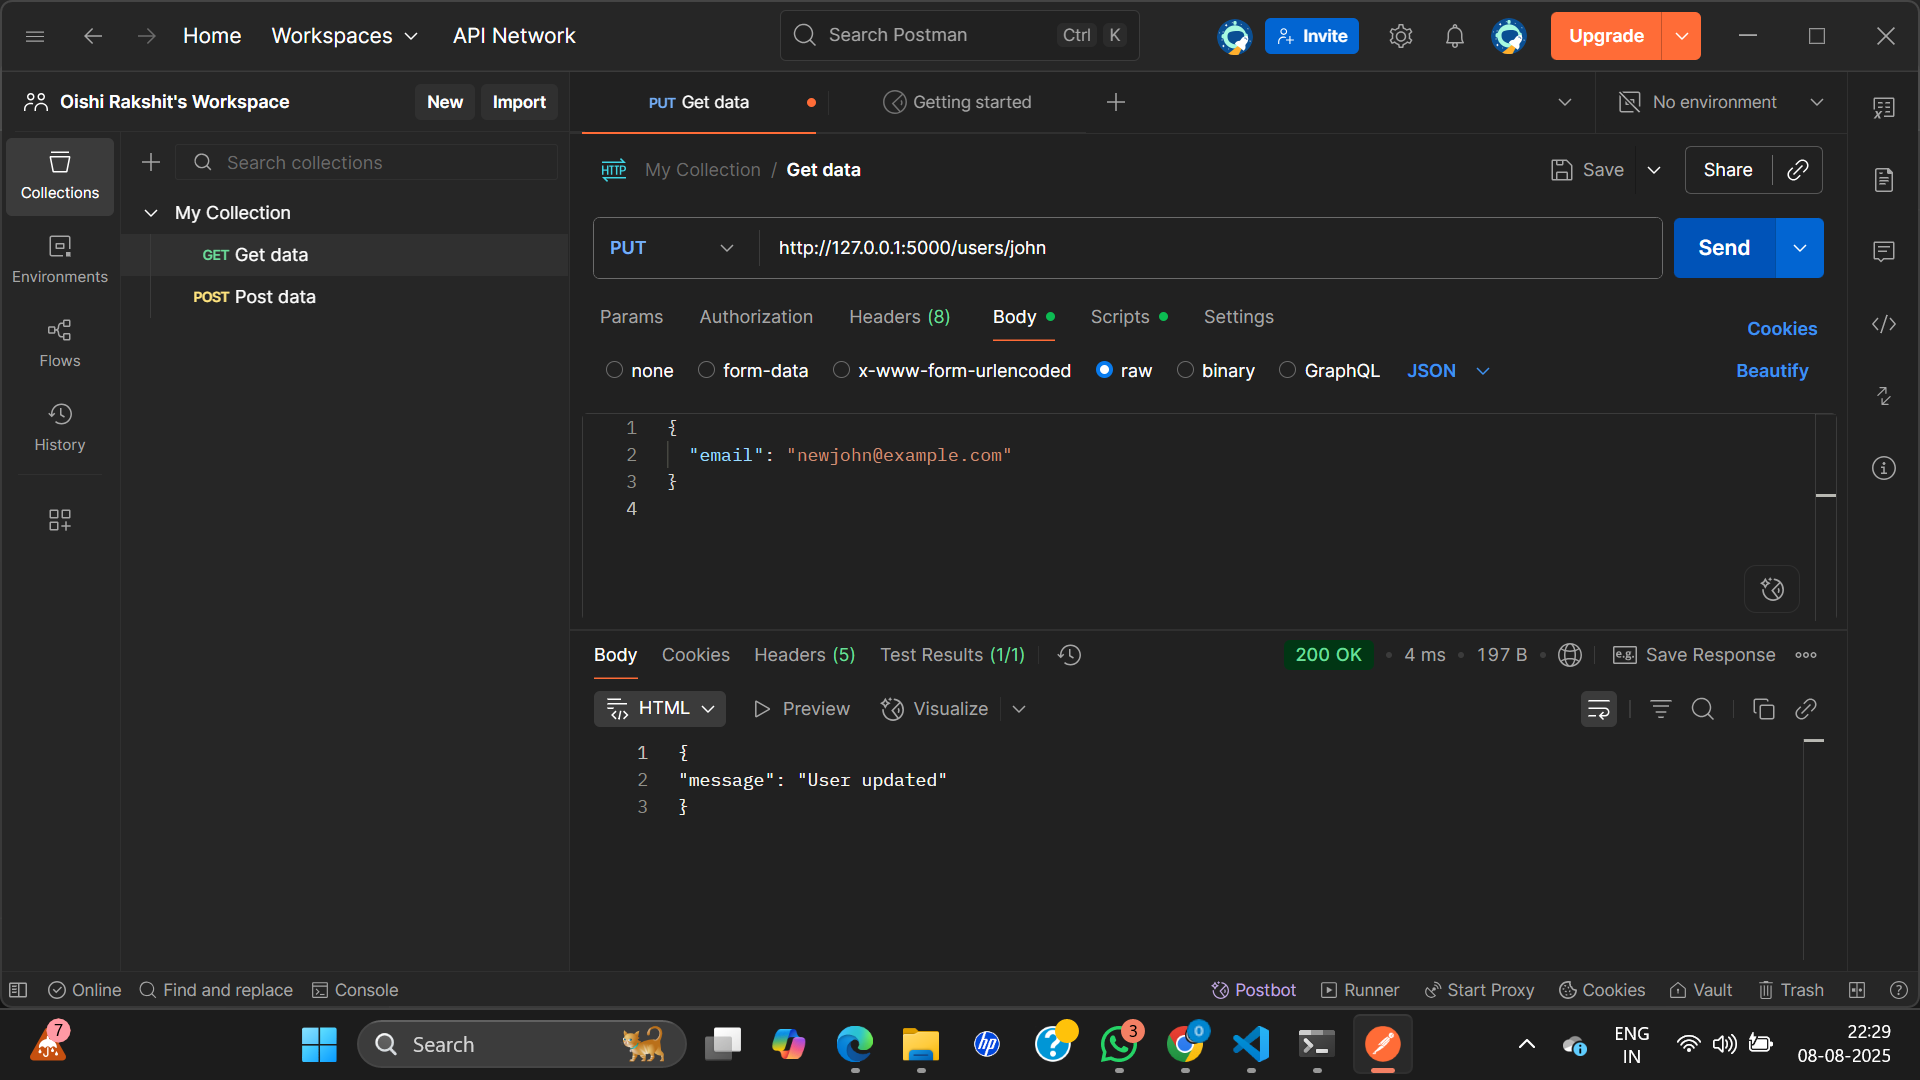 Home Workspaces API Network Search Postman Ctrl K Invite Upgrade
Oishi Rakshit's Workspace New Import PUT Get data Getting started No environment
Collections Search collections
My Collection / Get data Save Share
My Collection
GET Get data
POST Post data
Environments
Flows
History
PUT http://127.0.0.1:5000/users/john Send
Params Authorization Headers (8) Body Scripts Settings Cookies
none form-data x-www-form-urlencoded raw binary GraphQL JSON Beautify
1 {
2 "email": "newjohn@example.com"
3 }
4
Body Cookies Headers (5) Test Results (1/1) 200 OK 4 ms 197 B e.g. Save Response
HTML Preview Visualize
1 {
2 "message": "User updated"
3 }
Online Find and replace Console Postbot Runner Start Proxy Cookies Vault Trash
7 Search hp 3 0 ENG 22:29
IN 08-08-2025